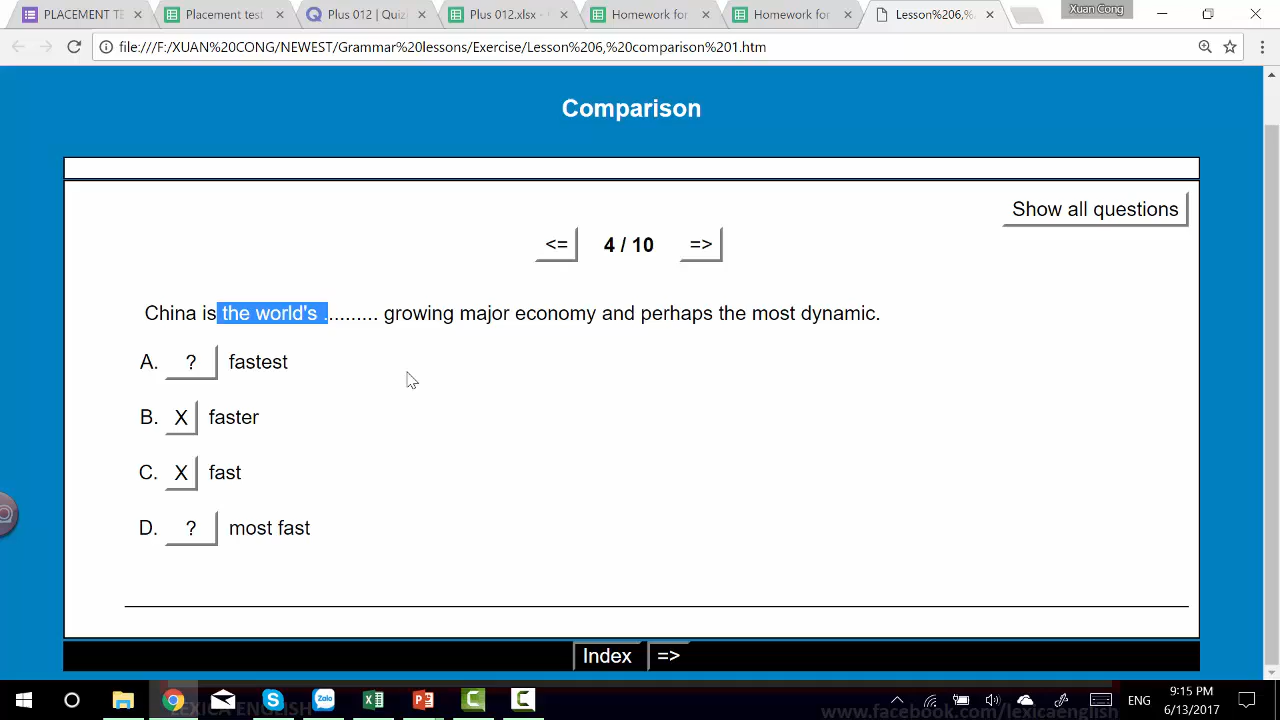 PLACEMENT TE
Placement test
Plus 012 | Quiz
Plus 012.xlsx -
Homework for
Homework for
Lesson%206,%
Xuan Cong
file:///F:/XUAN%20CONG/NEWEST/Grammar%20lessons/Exercise/Lesson%206,%20comparison%201.htm
Comparison
Show all questions
<= 4 / 10 =>
China is the world's .......... growing major economy and perhaps the most dynamic.
A. ? fastest
B. X faster
C. X fast
D. ? most fast
Index =>
Zalo
ENG
9:15 PM
6/13/2017
LEXICA ENGLISH
www.facebook.com/lexicaenglish